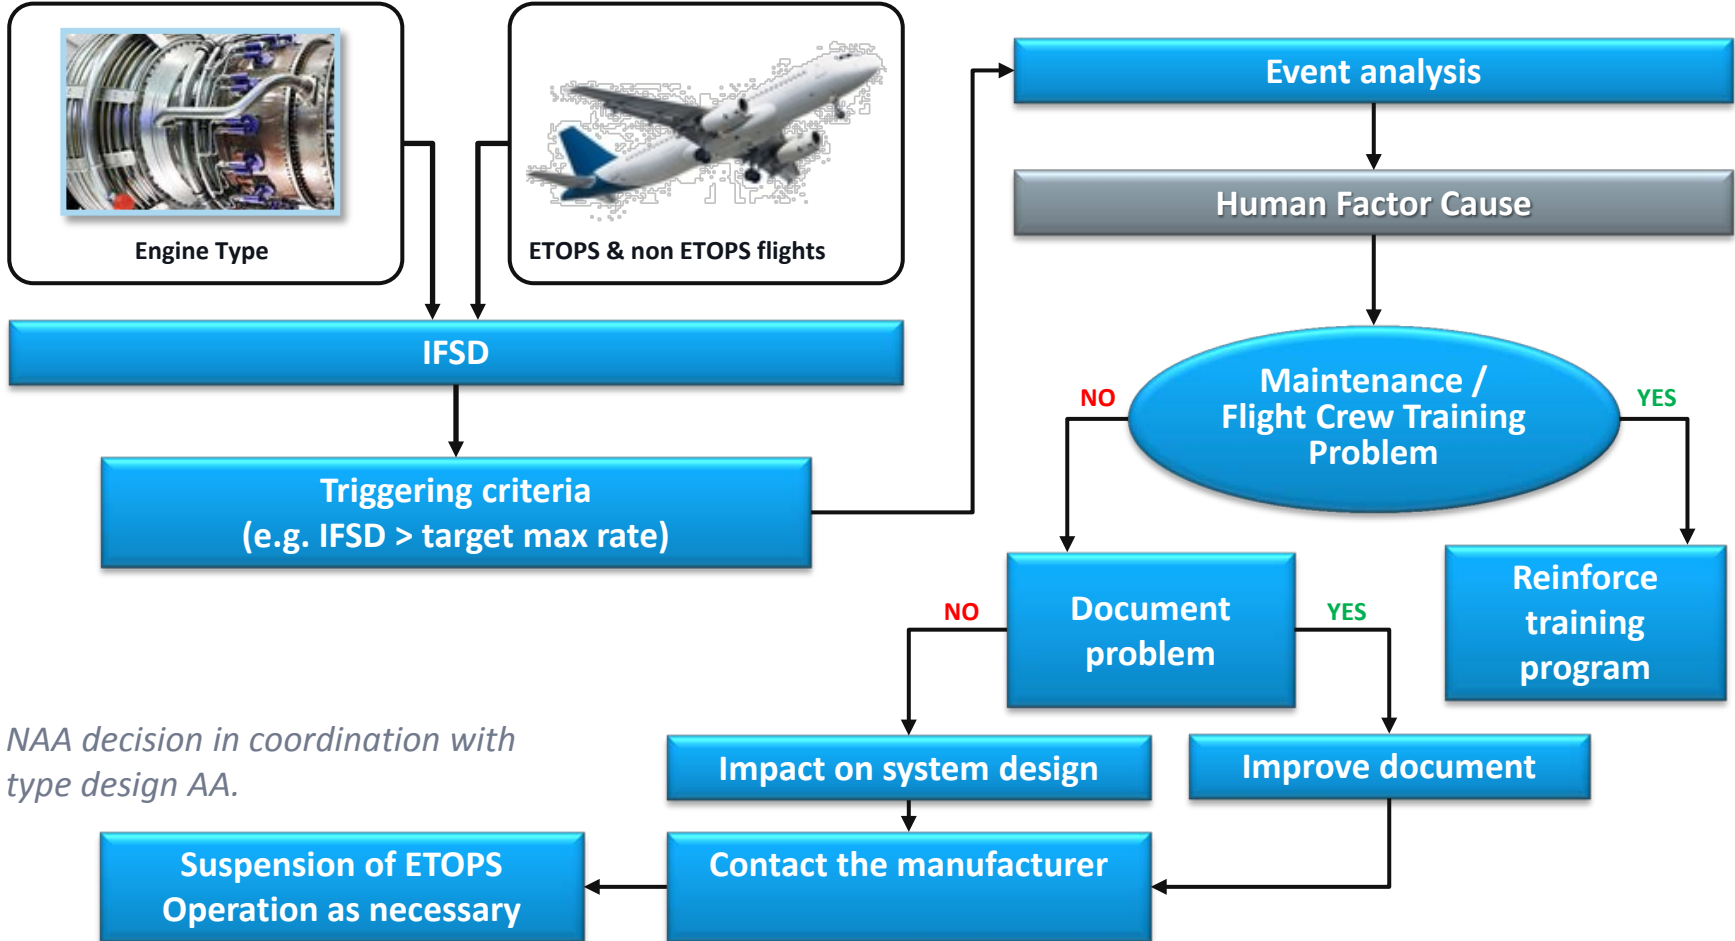 Engine Type
ETOPS & non ETOPS flights
IFSD
Triggering criteria
(e.g. IFSD > target max rate)
Event analysis
Human Factor Cause
Maintenance /
Flight Crew Training
Problem
NO
YES
Document
problem
Reinforce
training
program
NO
YES
Impact on system design
Improve document
Contact the manufacturer
Suspension of ETOPS
Operation as necessary
NAA decision in coordination with
type design AA.